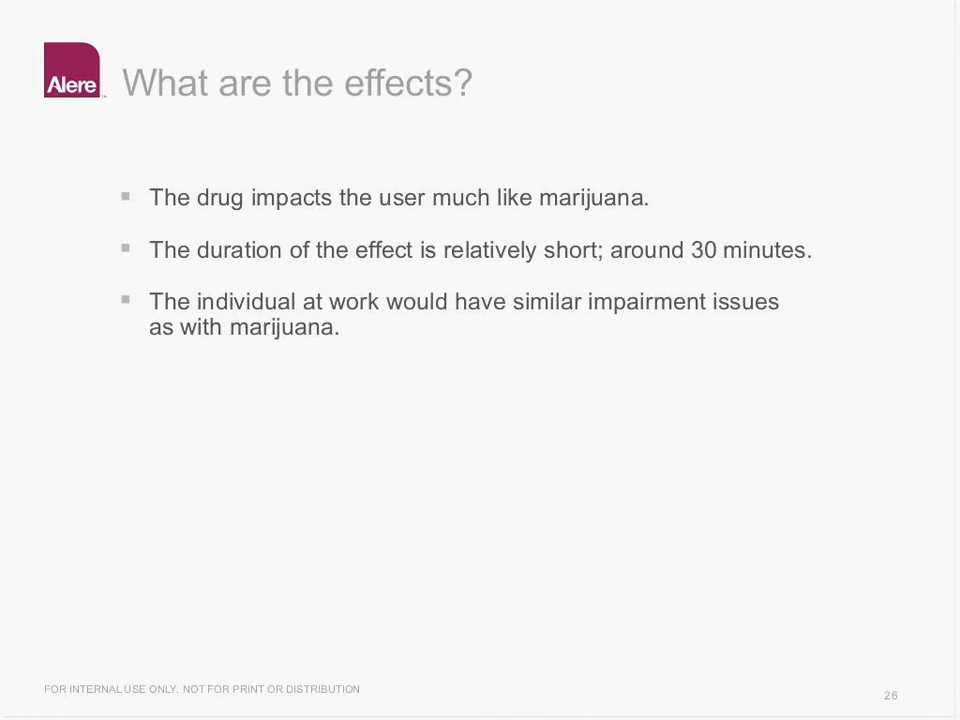 Alere
What are the effects?
The drug impacts the user much like marijuana.
The duration of the effect is relatively short; around 30 minutes.
The individual at work would have similar impairment issues
as with marijuana.
FOR INTERNAL USE ONLY. NOT FOR PRINT OR DISTRIBUTION
26